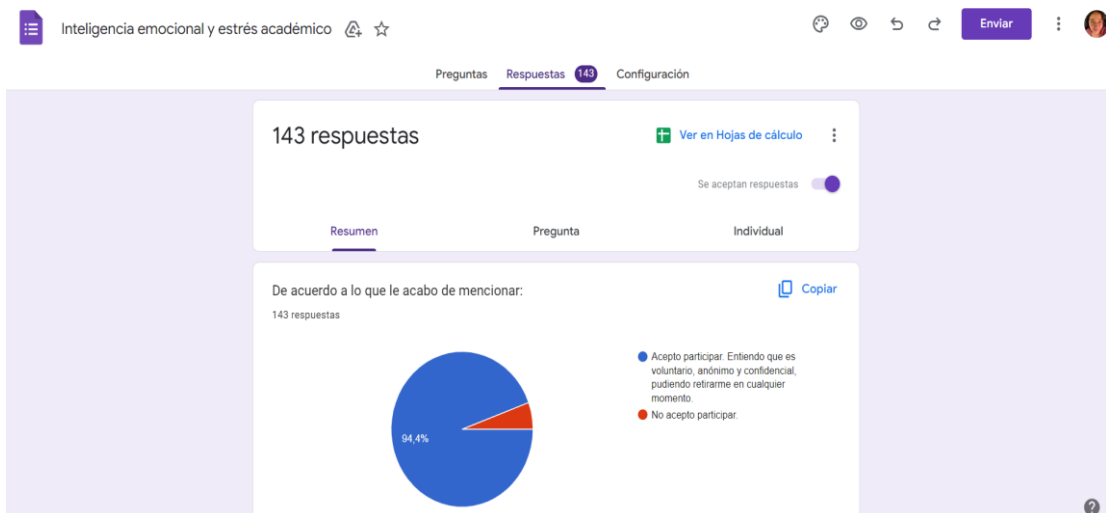 Inteligencia emocional y estrés académico
Enviar
Preguntas Respuestas 143 Configuración
143 respuestas
Ver en Hojas de cálculo
Se aceptan respuestas
Resumen Pregunta Individual
De acuerdo a lo que le acabo de mencionar:
Copiar
143 respuestas
Acepto participar. Entiendo que es
voluntario, anónimo y confidencial,
pudiendo retirarme en cualquier
momento.
No acepto participar.
94,4%